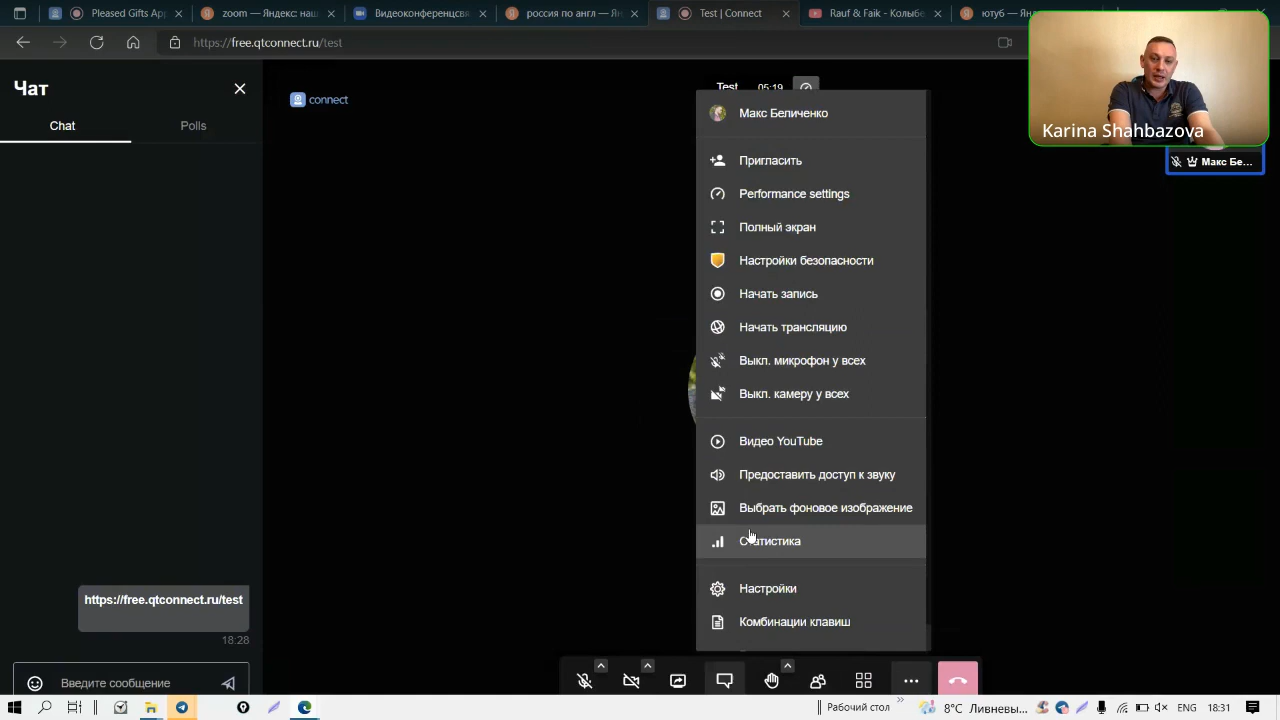 Pleased Gifts Ap
zoom — Яндекс: наш
Видеоконференцсвя
россия по англ — Ян
Test | Connect
Rauf & Faik - Колыбе
ютуб — Ян
https://free.qtconnect.ru/test
Чат
Chat
Polls
connect
Test
05:19
Karina Shahbazova
Макс Бе...
Макс Беличенко
Пригласить
Performance settings
Полный экран
Настройки безопасности
Начать запись
Начать трансляцию
Выкл. микрофон у всех
Выкл. камеру у всех
Видео YouTube
Предоставить доступ к звуку
Выбрать фоновое изображение
Статистика
Настройки
Комбинации клавиш
https://free.qtconnect.ru/test
18:28
Введите сообщение
Рабочий стол
8°C Ливневы...
ENG
18:31